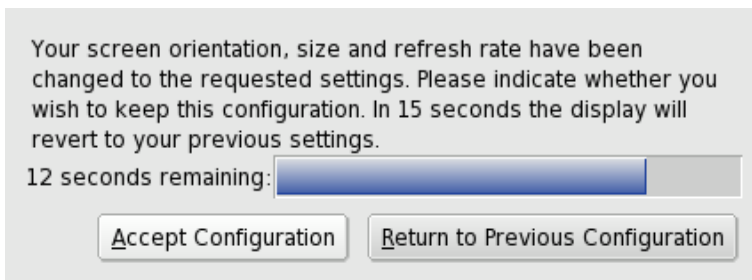 Your screen orientation, size and refresh rate have been
changed to the requested settings. Please indicate whether you
wish to keep this configuration. In 15 seconds the display will
revert to your previous settings.
12 seconds remaining:
Accept Configuration
Return to Previous Configuration